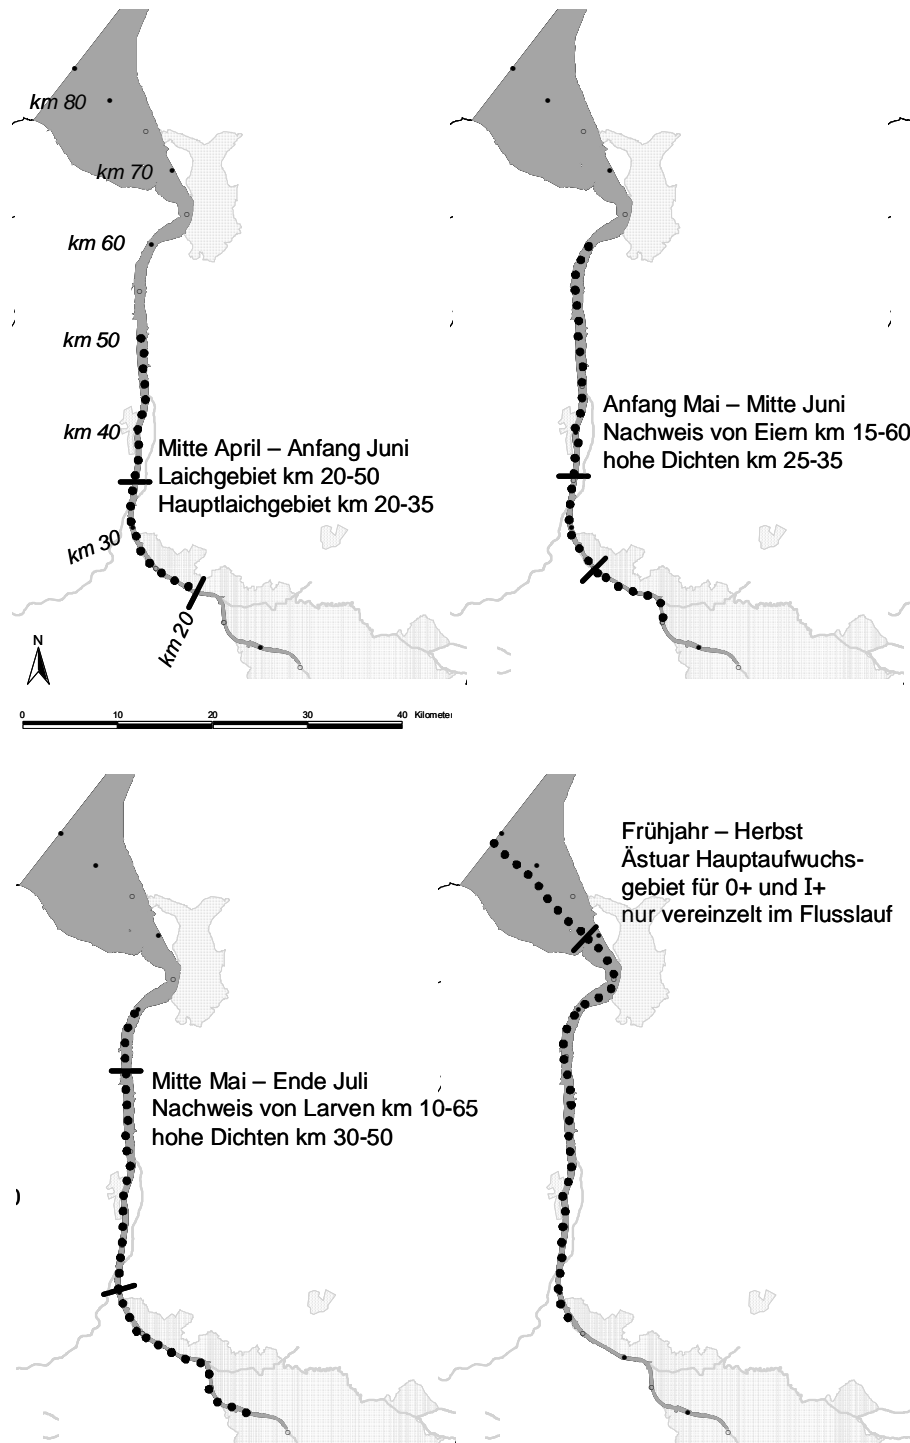 km 80
km 70
km 60
km 50
km 40
km 30
km 20
Mitte April – Anfang Juni
Laichgebiet km 20-50
Hauptlaichgebiet km 20-35
Anfang Mai – Mitte Juni
Nachweis von Eiern km 15-60
hohe Dichten km 25-35
N
0 10 20 30 40 Kilometer
Mitte Mai – Ende Juli
Nachweis von Larven km 10-65
hohe Dichten km 30-50
Frühjahr – Herbst
Ästuar Hauptaufwuchs-
gebiet für 0+ und I+
nur vereinzelt im Flusslauf